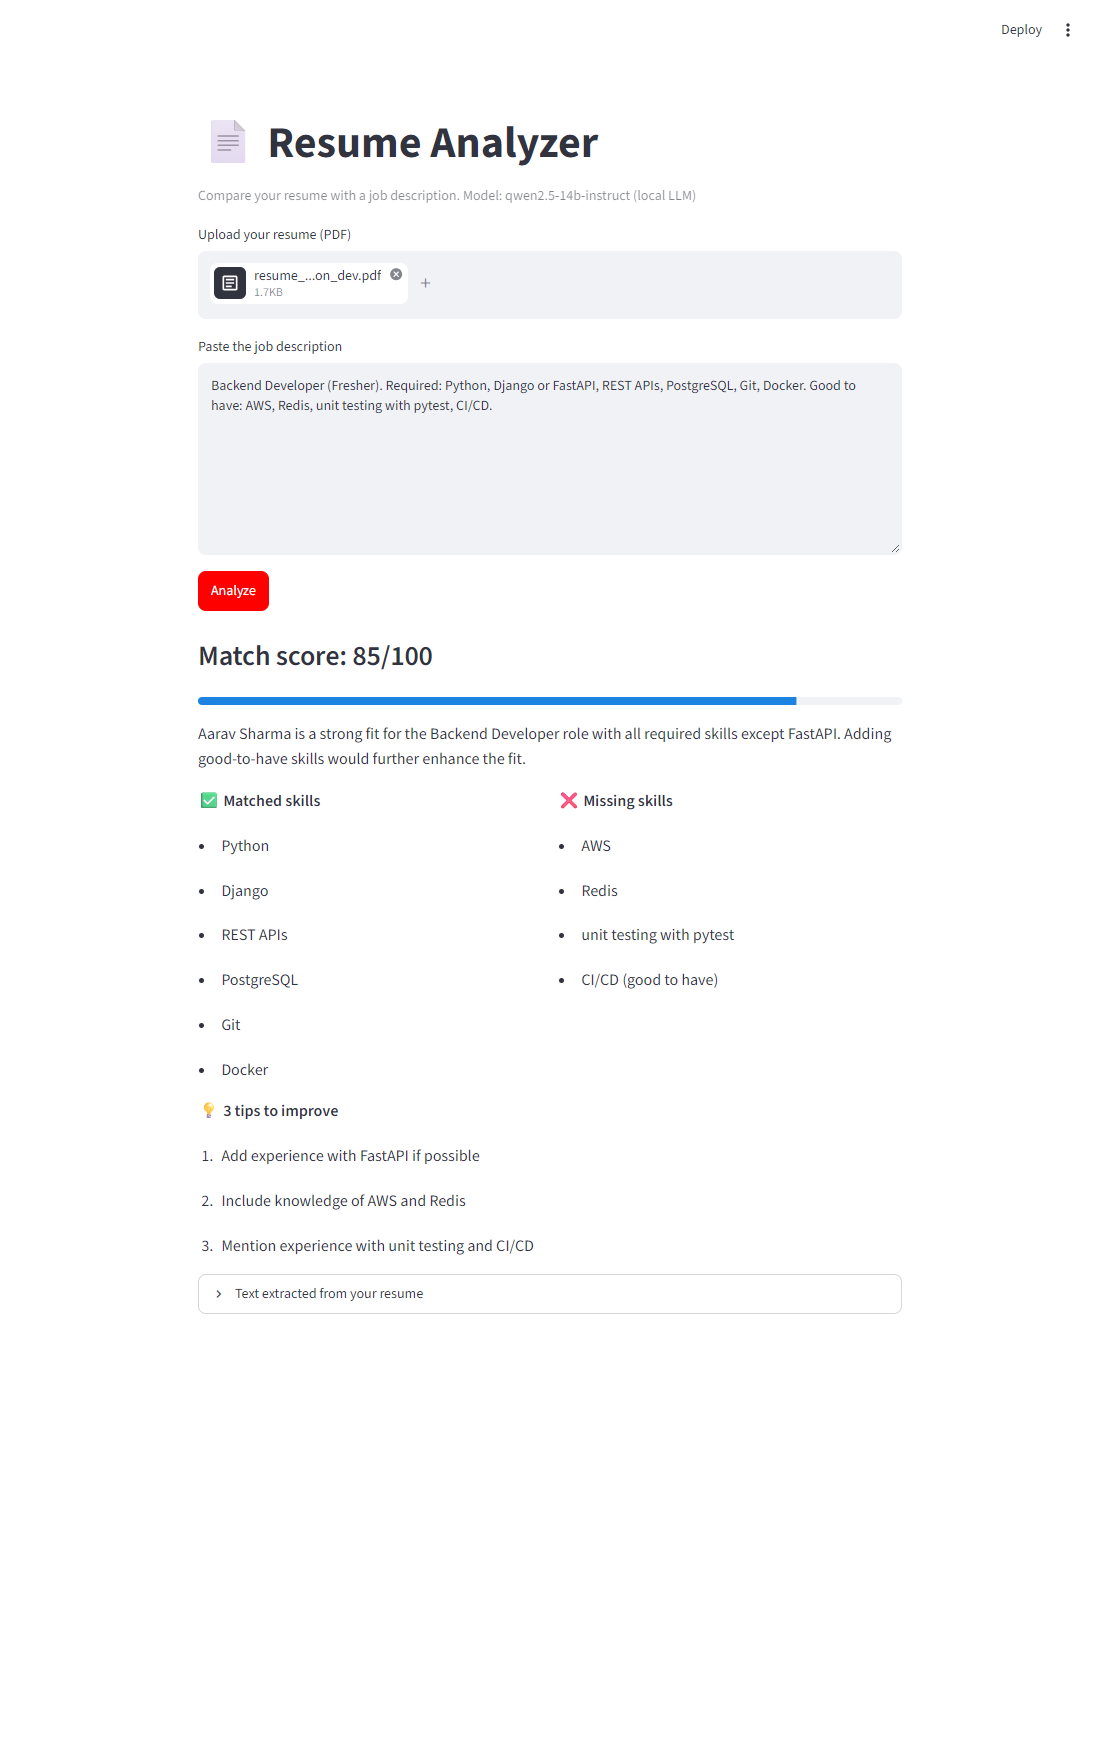 Deploy
Resume Analyzer
Compare your resume with a job description. Model: qwen2.5-14b-instruct (local LLM)
Upload your resume (PDF)
resume_...on_dev.pdf
1.7KB
Paste the job description
Backend Developer (Fresher). Required: Python, Django or FastAPI, REST APIs, PostgreSQL, Git, Docker. Good to
have: AWS, Redis, unit testing with pytest, CI/CD.
Analyze
Match score: 85/100
Aarav Sharma is a strong fit for the Backend Developer role with all required skills except FastAPI. Adding
good-to-have skills would further enhance the fit.
Matched skills
Python
Django
REST APIs
PostgreSQL
Git
Docker
Missing skills
AWS
Redis
unit testing with pytest
CI/CD (good to have)
3 tips to improve
1. Add experience with FastAPI if possible
2. Include knowledge of AWS and Redis
3. Mention experience with unit testing and CI/CD
Text extracted from your resume